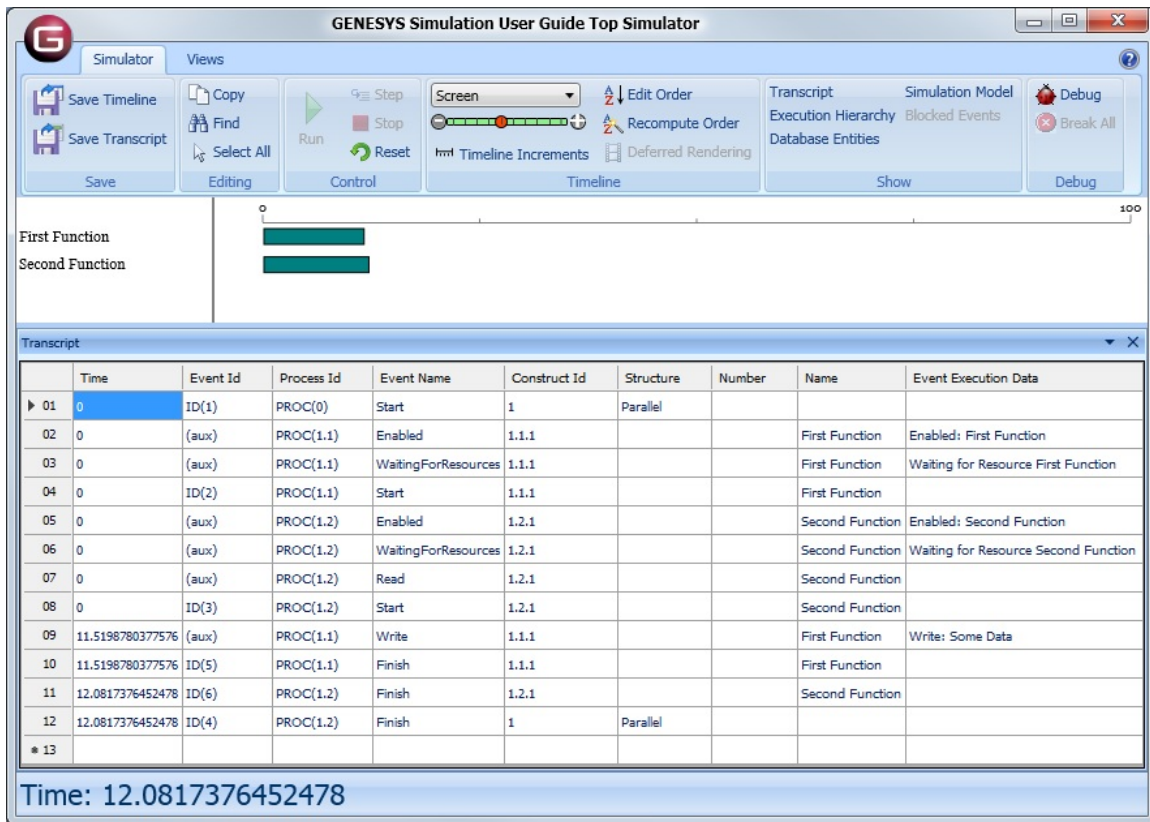 GENESYS Simulation User Guide Top Simulator
G
Simulator Views
Save Timeline Copy Run Step Screen Edit Order Transcript Simulation Model Debug
Save Transcript Find Stop Recompute Order Execution Hierarchy Blocked Events Break All
Select All Reset Timeline Increments Deferred Rendering Database Entities
Save Editing Control Timeline Show Debug
0 100
First Function
Second Function
Transcript
Time Event Id Process Id Event Name Construct Id Structure Number Name Event Execution Data
01 0 ID(1) PROC(0) Start 1 Parallel
02 0 (aux) PROC(1.1) Enabled 1.1.1 First Function Enabled: First Function
03 0 (aux) PROC(1.1) WaitingForResources 1.1.1 First Function Waiting for Resource First Function
04 0 ID(2) PROC(1.1) Start 1.1.1 First Function
05 0 (aux) PROC(1.2) Enabled 1.2.1 Second Function Enabled: Second Function
06 0 (aux) PROC(1.2) WaitingForResources 1.2.1 Second Function Waiting for Resource Second Function
07 0 (aux) PROC(1.2) Read 1.2.1 Second Function
08 0 ID(3) PROC(1.2) Start 1.2.1 Second Function
09 11.5198780377576 (aux) PROC(1.1) Write 1.1.1 First Function Write: Some Data
10 11.5198780377576 ID(5) PROC(1.1) Finish 1.1.1 First Function
11 12.0817376452478 ID(6) PROC(1.2) Finish 1.2.1 Second Function
12 12.0817376452478 ID(4) PROC(1.2) Finish 1 Parallel
* 13
Time: 12.0817376452478